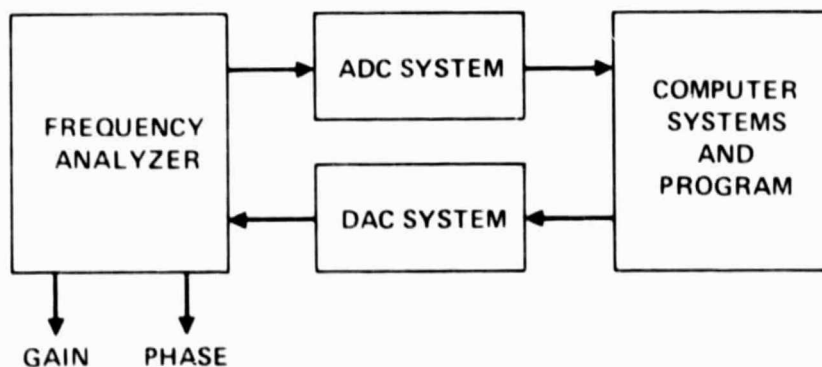 FREQUENCY
ANALYZER
ADC SYSTEM
DAC SYSTEM
COMPUTER
SYSTEMS
AND
PROGRAM
GAIN
PHASE